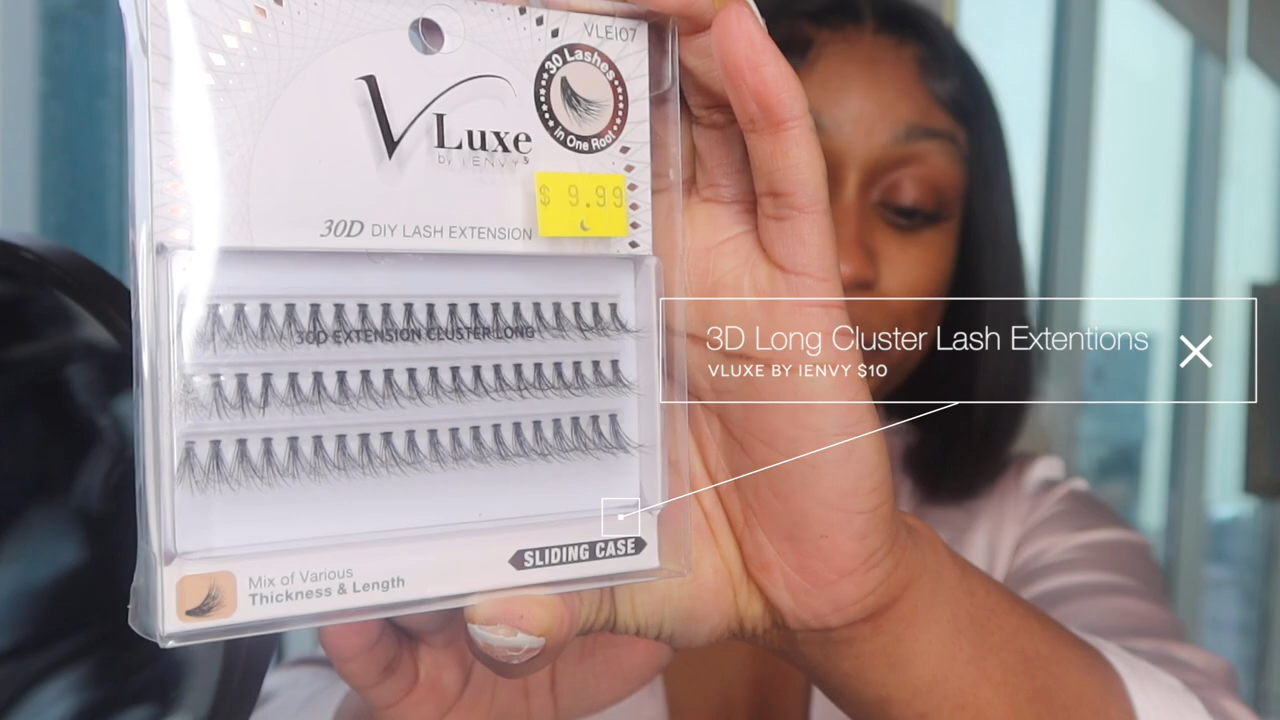 VLEI07
30 Lashes
in One Root
V Luxe
by iENVY
$ 9.99
30D DIY LASH EXTENSION
30D EXTENSION CLUSTER LONG
3D Long Cluster Lash Extentions
VLUXE BY IENVY $10
SLIDING CASE
Mix of Various
Thickness & Length